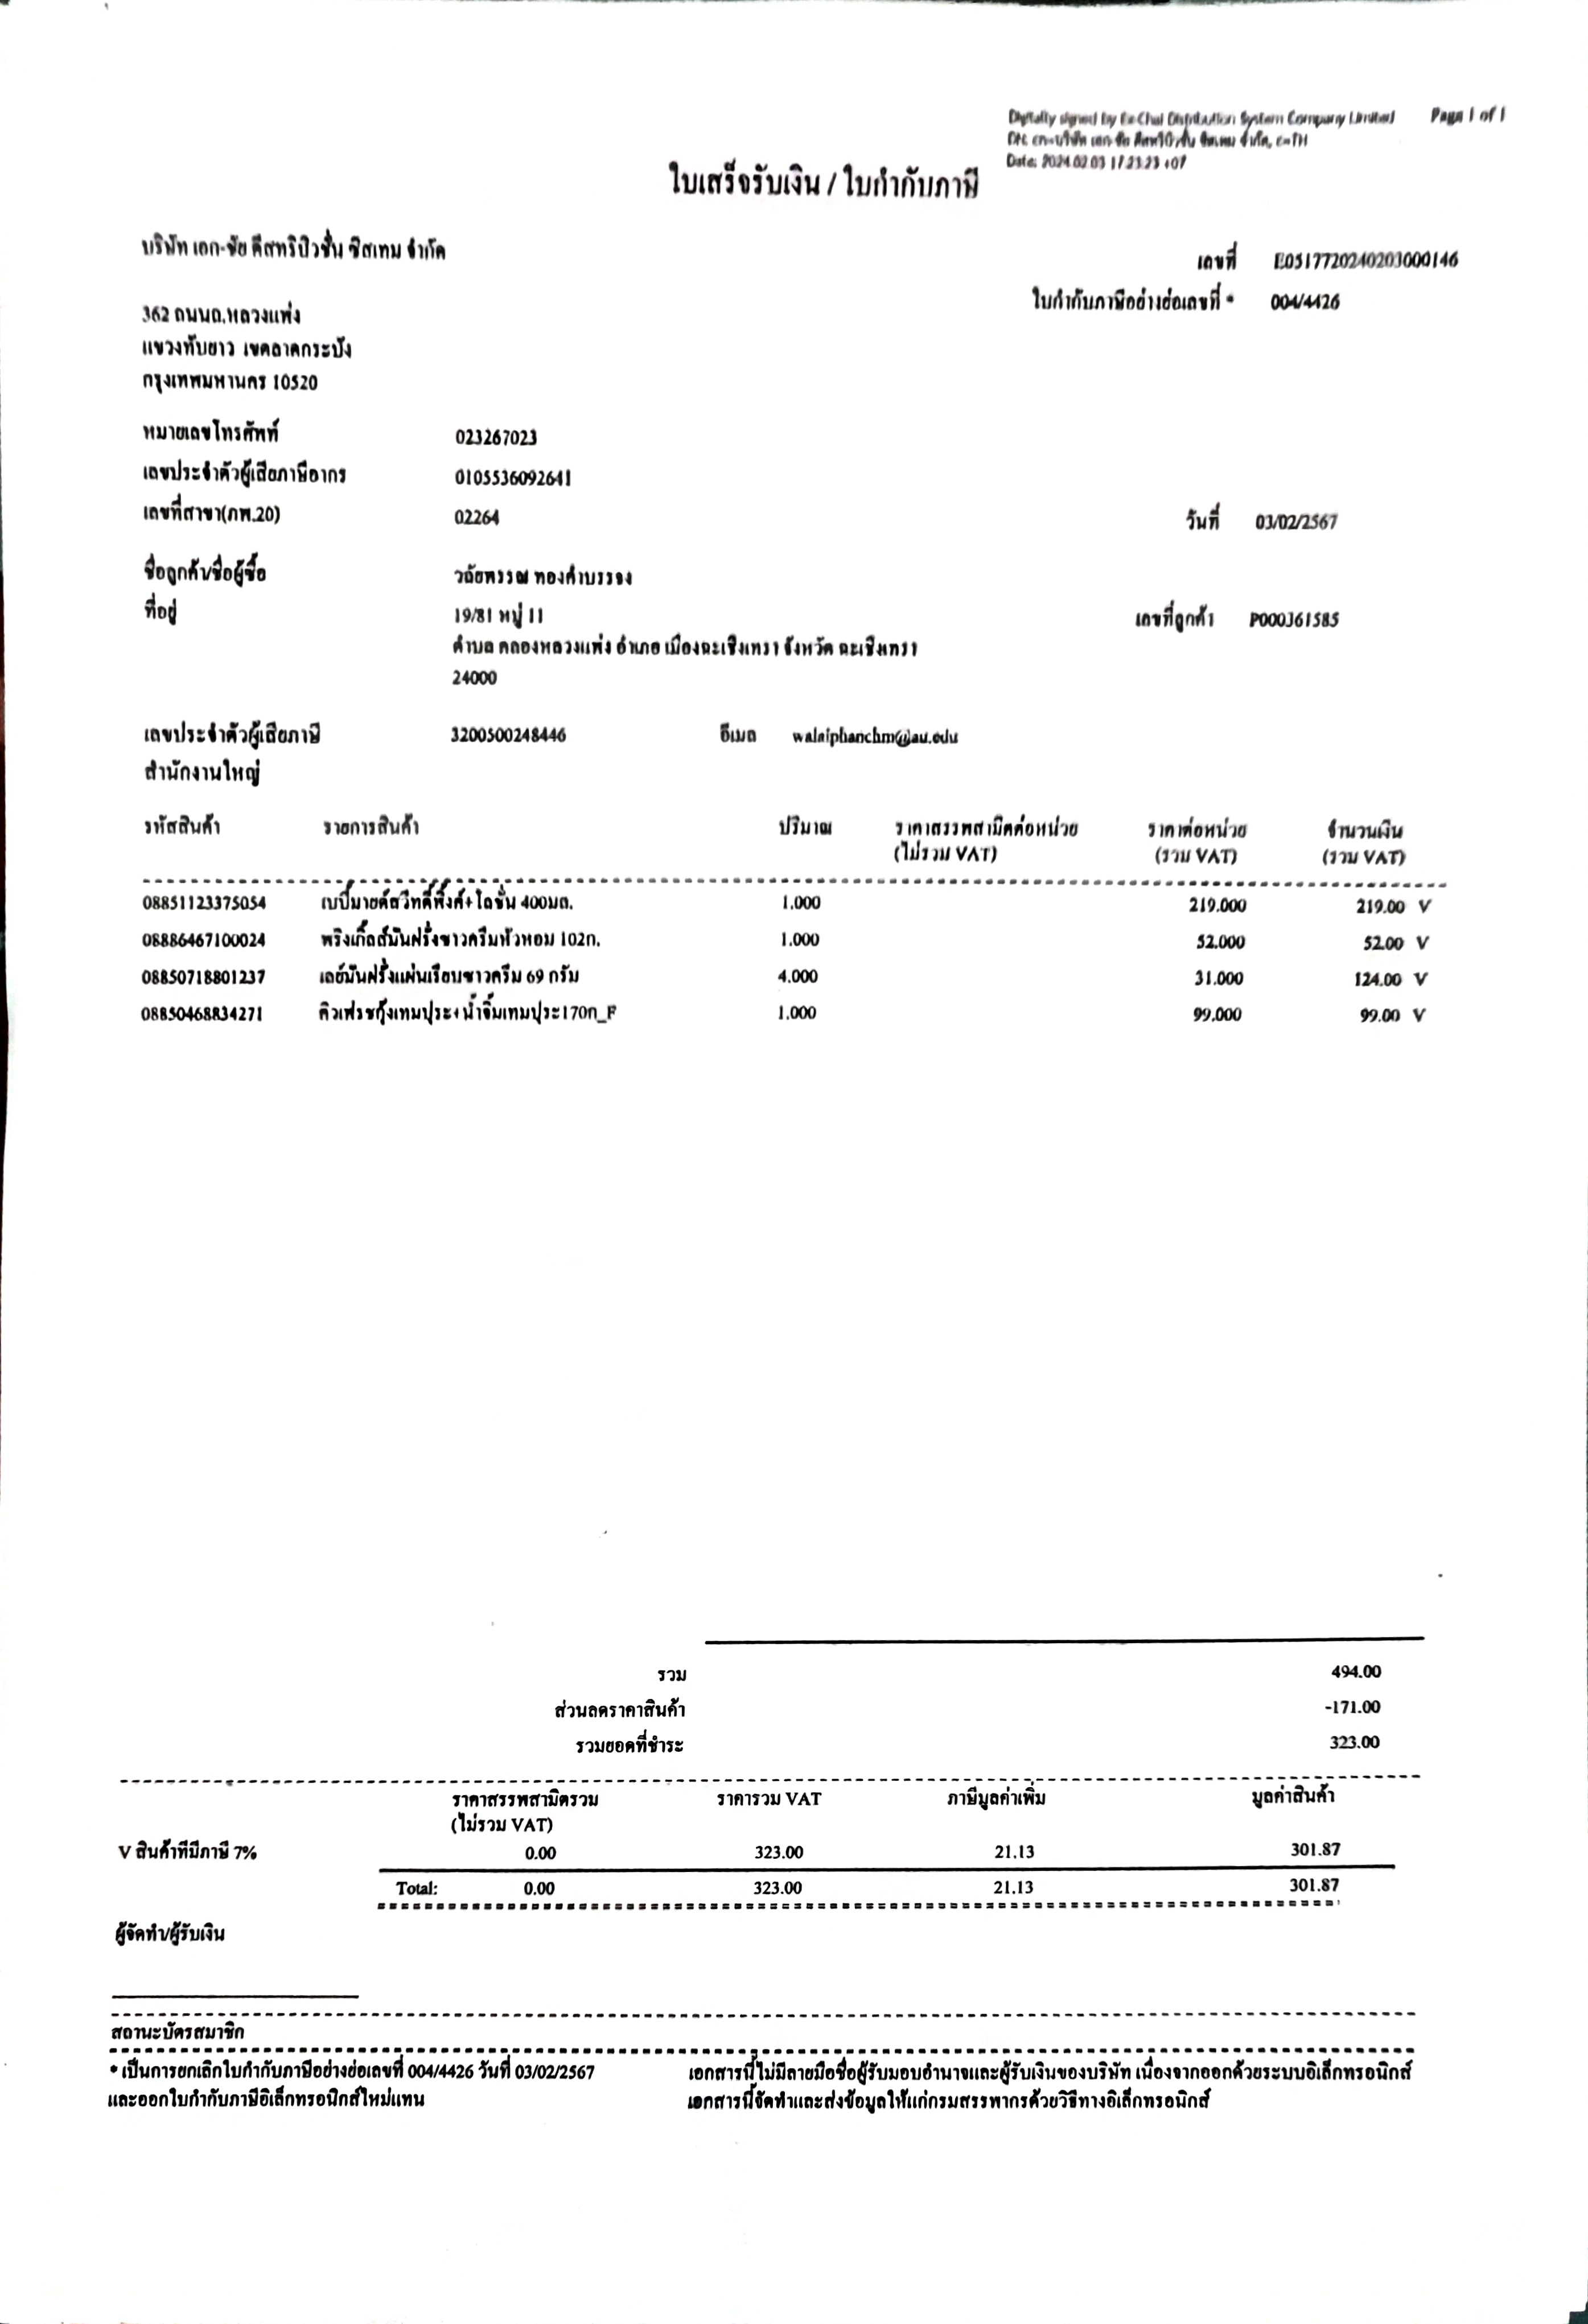 Digitally signed by Ek-Chai Distribution System Company Limited
Page 1 of 1
DN: cn=บริษัท เอก-ชัย ดีสทริบิวชั่น ซิสเทม จำกัด, c=TH
Date: 2024.02.03 17:23:23 +07
ใบเสร็จรับเงิน / ใบกำกับภาษี
บริษัท เอก-ชัย ดีสทริบิวชั่น ซิสเทม จำกัด
เลขที่ E0517720240203000146
ใบกำกับภาษีอย่างย่อเลขที่ * 004/4426
362 ถนนถ.หลวงแพ่ง
แขวงทับยาว เขตลาดกระบัง
กรุงเทพมหานคร 10520
หมายเลขโทรศัพท์ 023267023
เลขประจำตัวผู้เสียภาษีอากร 0105536092641
เลขที่สาขา(ภพ.20) 02264 วันที่ 03/02/2567
ชื่อลูกค้า/ชื่อผู้ซื้อ วลัยพรรณ ทองคำบรรจง
ที่อยู่ 19/81 หมู่ 11 เลขที่ลูกค้า P000361585
ตำบล คลองหลวงแพ่ง อำเภอ เมืองฉะเชิงเทรา จังหวัด ฉะเชิงเทรา
24000
เลขประจำตัวผู้เสียภาษี 3200500248446 อีเมล walaiphanchm@au.edu
สำนักงานใหญ่
รหัสสินค้า รายการสินค้า ปริมาณ ราคาสรรพสามิตต่อหน่วย ราคาต่อหน่วย จำนวนเงิน
(ไม่รวม VAT) (รวม VAT) (รวม VAT)
08851123375054 เบบี้มายด์สวีทตี้พิ้งค์+โลชั่น 400มล. 1.000 219.000 219.00 V
08886467100024 พริงเกิ้ลส์มันฝรั่งซาวครีมหัวหอม 102ก. 1.000 52.000 52.00 V
08850718801237 เลย์มันฝรั่งแผ่นเรียบซาวครีม 69 กรัม 4.000 31.000 124.00 V
08850468834271 คิวเฟรชกุ้งเทมปุระ+น้ำจิ้มเทมปุระ170ก_F 1.000 99.000 99.00 V
รวม 494.00
ส่วนลดราคาสินค้า -171.00
รวมยอดที่ชำระ 323.00
ราคาสรรพสามิตรวม ราคารวม VAT ภาษีมูลค่าเพิ่ม มูลค่าสินค้า
(ไม่รวม VAT)
V สินค้าที่มีภาษี 7% 0.00 323.00 21.13 301.87
Total: 0.00 323.00 21.13 301.87
ผู้จัดทำ/ผู้รับเงิน
สถานะบัตรสมาชิก
* เป็นการยกเลิกใบกำกับภาษีอย่างย่อเลขที่ 004/4426 วันที่ 03/02/2567 เอกสารนี้ไม่มีลายมือชื่อผู้รับมอบอำนาจและผู้รับเงินของบริษัท เนื่องจากออกด้วยระบบอิเล็กทรอนิกส์
และออกใบกำกับภาษีอิเล็กทรอนิกส์ใหม่แทน เอกสารนี้จัดทำและส่งข้อมูลให้แก่กรมสรรพากรด้วยวิธีทางอิเล็กทรอนิกส์